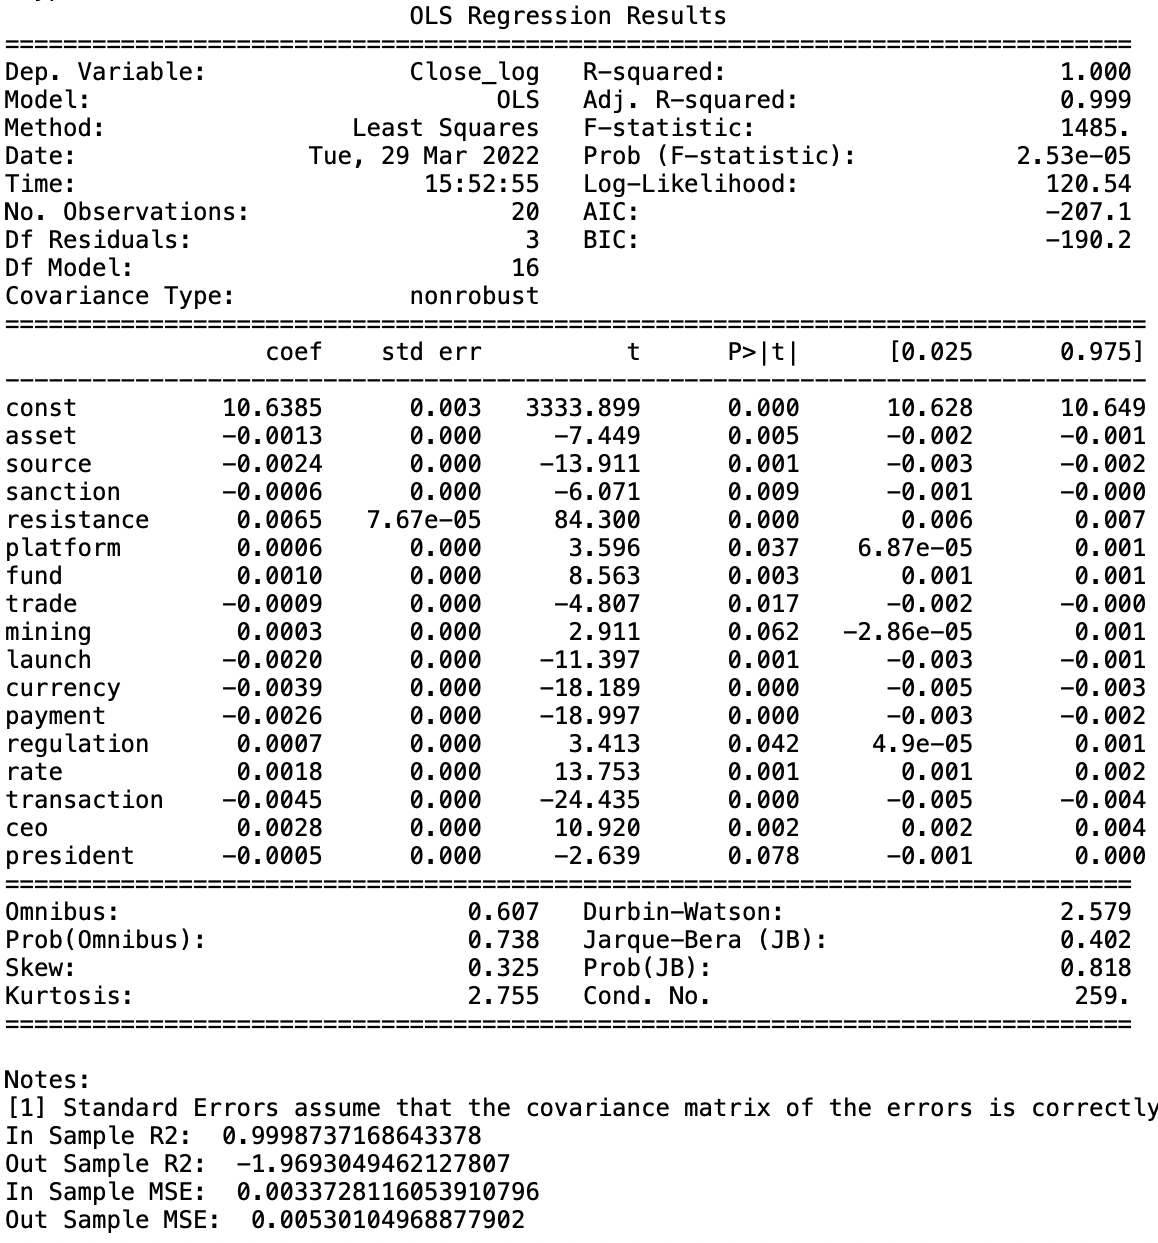 OLS Regression Results
==============================================================================
Dep. Variable: Close_log R-squared: 1.000
Model: OLS Adj. R-squared: 0.999
Method: Least Squares F-statistic: 1485.
Date: Tue, 29 Mar 2022 Prob (F-statistic): 2.53e-05
Time: 15:52:55 Log-Likelihood: 120.54
No. Observations: 20 AIC: -207.1
Df Residuals: 3 BIC: -190.2
Df Model: 16
Covariance Type: nonrobust
===============================================================================
coef std err t P>|t| [0.025 0.975]
-------------------------------------------------------------------------------
const 10.6385 0.003 3333.899 0.000 10.628 10.649
asset -0.0013 0.000 -7.449 0.005 -0.002 -0.001
source -0.0024 0.000 -13.911 0.001 -0.003 -0.002
sanction -0.0006 0.000 -6.071 0.009 -0.001 -0.000
resistance 0.0065 7.67e-05 84.300 0.000 0.006 0.007
platform 0.0006 0.000 3.596 0.037 6.87e-05 0.001
fund 0.0010 0.000 8.563 0.003 0.001 0.001
trade -0.0009 0.000 -4.807 0.017 -0.002 -0.000
mining 0.0003 0.000 2.911 0.062 -2.86e-05 0.001
launch -0.0020 0.000 -11.397 0.001 -0.003 -0.001
currency -0.0039 0.000 -18.189 0.000 -0.005 -0.003
payment -0.0026 0.000 -18.997 0.000 -0.003 -0.002
regulation 0.0007 0.000 3.413 0.042 4.9e-05 0.001
rate 0.0018 0.000 13.753 0.001 0.001 0.002
transaction -0.0045 0.000 -24.435 0.000 -0.005 -0.004
ceo 0.0028 0.000 10.920 0.002 0.002 0.004
president -0.0005 0.000 -2.639 0.078 -0.001 0.000
==============================================================================
Omnibus: 0.607 Durbin-Watson: 2.579
Prob(Omnibus): 0.738 Jarque-Bera (JB): 0.402
Skew: 0.325 Prob(JB): 0.818
Kurtosis: 2.755 Cond. No. 259.
==============================================================================
Notes:
[1] Standard Errors assume that the covariance matrix of the errors is correctly
In Sample R2: 0.9998737168643378
Out Sample R2: -1.9693049462127807
In Sample MSE: 0.0033728116053910796
Out Sample MSE: 0.00530104968877902